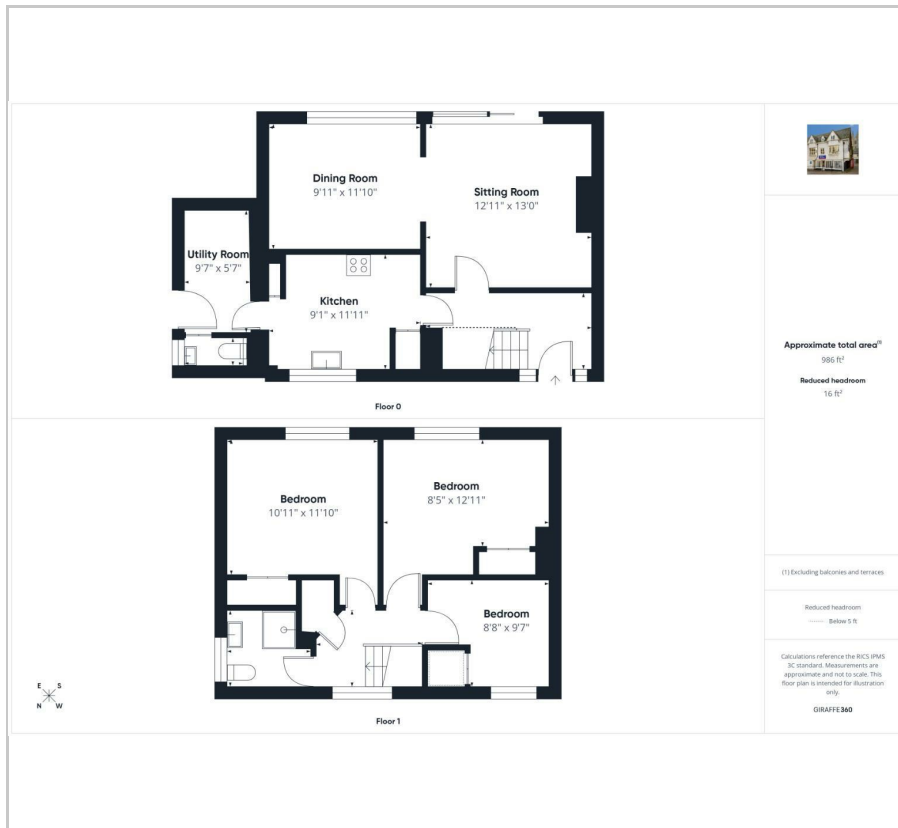 Dining Room
9'11" x 11'10"
Sitting Room
12'11" x 13'0"
Utility Room
9'7" x 5'7"
Kitchen
9'1" x 11'11"
Floor 0
Bedroom
10'11" x 11'10"
Bedroom
8'5" x 12'11"
Bedroom
8'8" x 9'7"
Floor 1
E S
N W
Approximate total area(1)
986 ft²
Reduced headroom
16 ft²
(1) Excluding balconies and terraces
Reduced headroom
Below 5 ft
Calculations reference the RICS IPMS
3C standard. Measurements are
approximate and not to scale. This
floor plan is intended for illustration
only.
GIRAFFE360